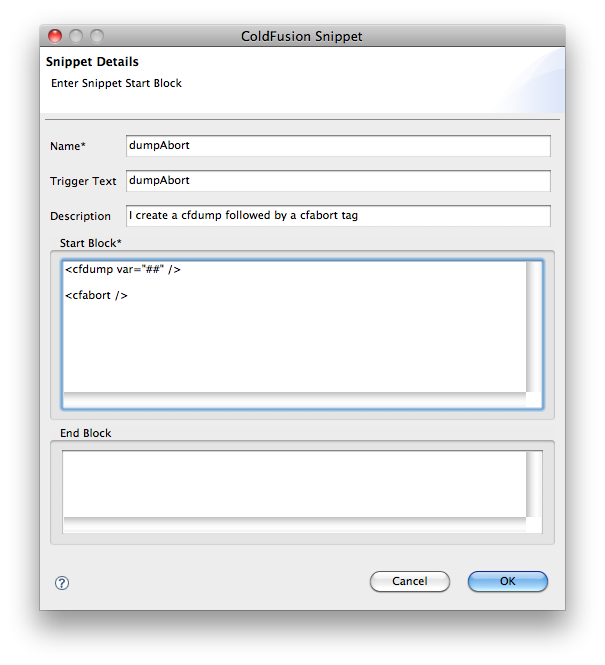 ColdFusion Snippet
Snippet Details
Enter Snippet Start Block
Name* dumpAbort
Trigger Text dumpAbort
Description I create a cfdump followed by a cfabort tag
Start Block*
<cfdump var="##" />
<cfabort />
End Block
? Cancel OK